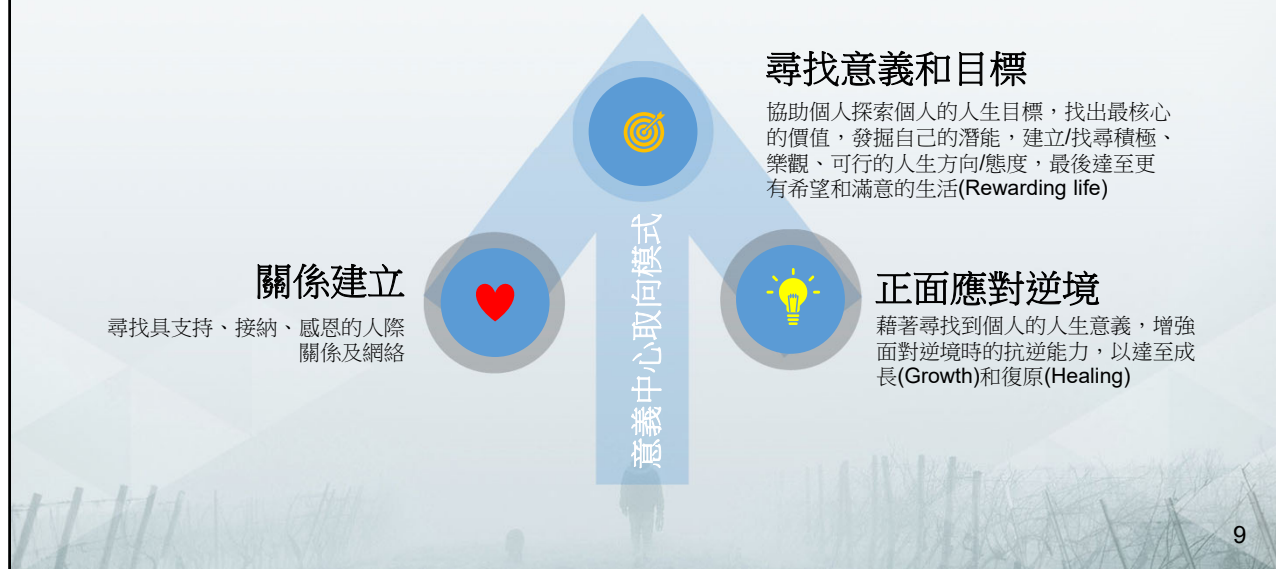 尋找意義和目標
協助個人探索個人的人生目標，找出最核心
的價值，發掘自己的潛能，建立/找尋積極、
樂觀、可行的人生方向/態度，最後達至更
有希望和滿意的生活(Rewarding life)
關係建立
尋找具支持、接納、感恩的人際
關係及網絡
意義中心取向模式
正面應對逆境
藉著尋找到個人的人生意義，增強
面對逆境時的抗逆能力，以達至成
長(Growth)和復原(Healing)
9